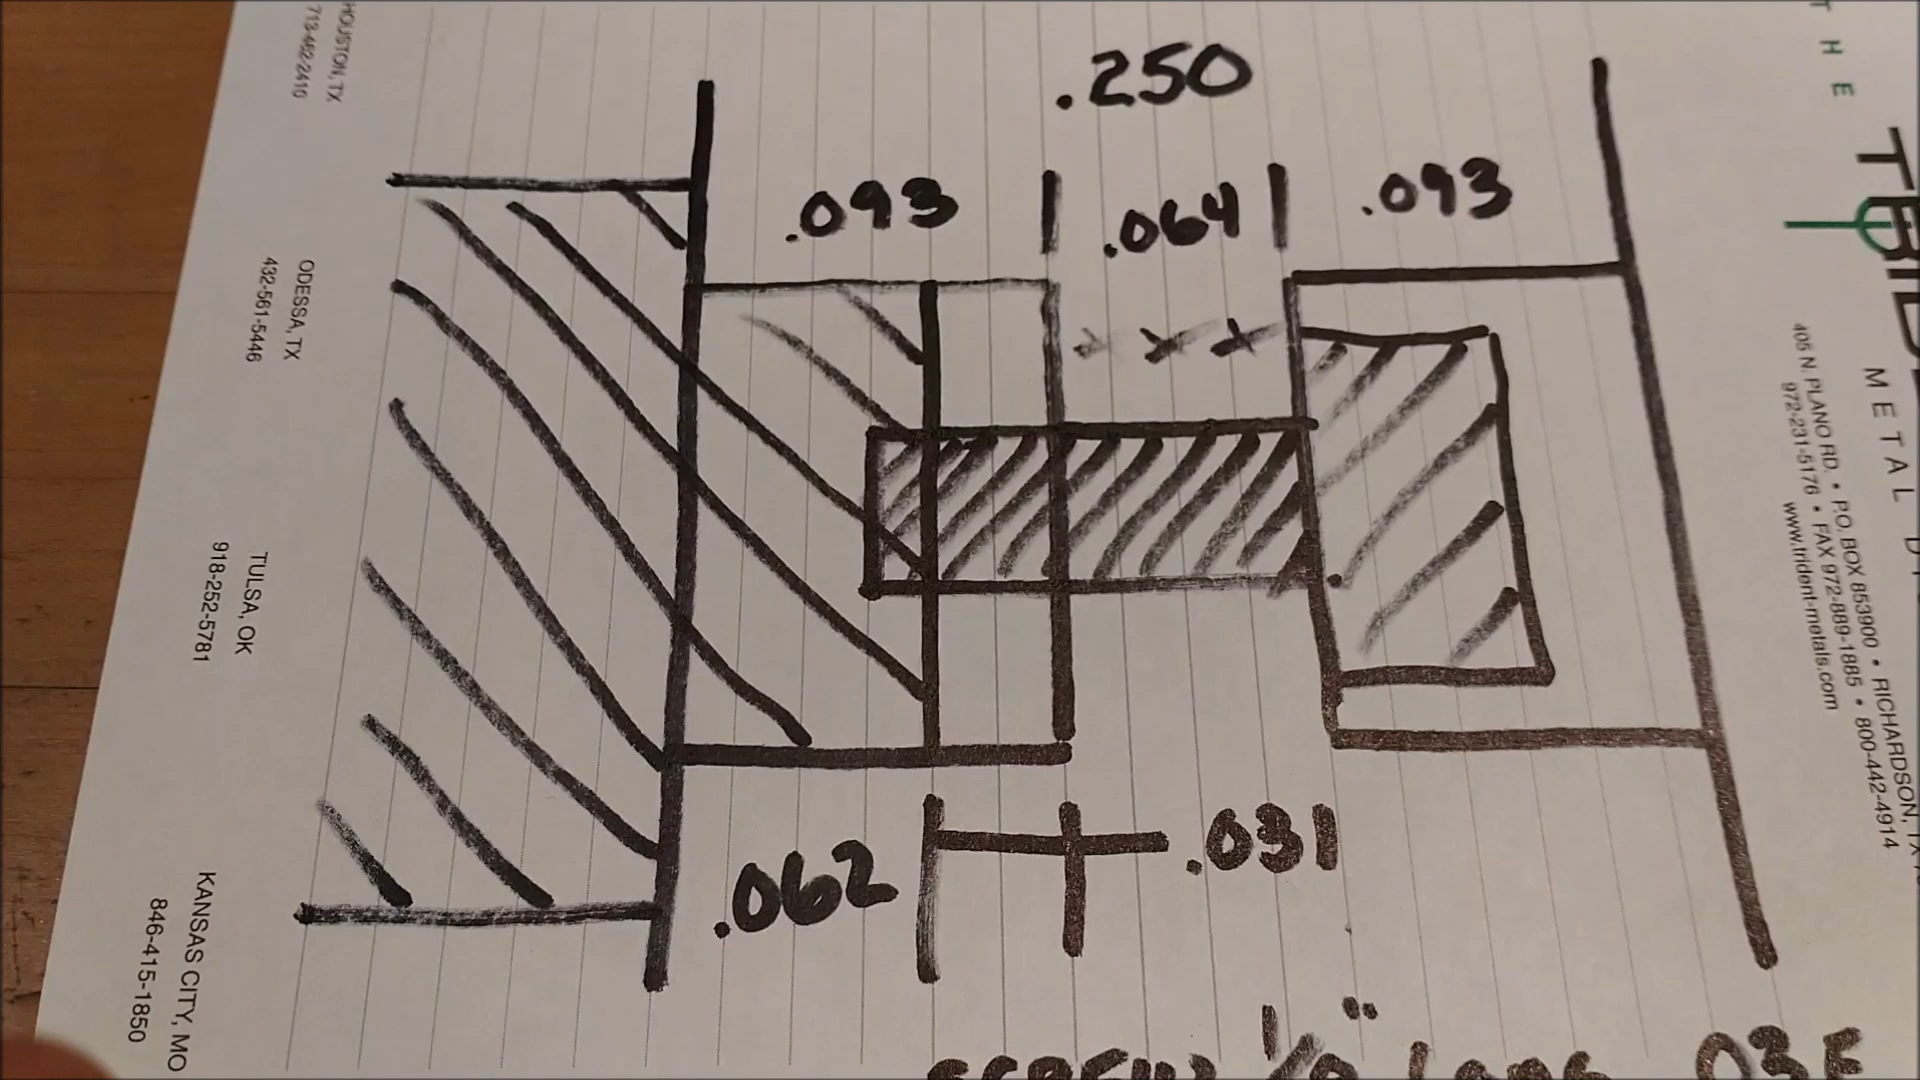 .250
.093
.064
.093
.062
.031
HOUSTON, TX
713-462-2410
ODESSA, TX
432-561-5446
TULSA, OK
918-252-5781
KANSAS CITY, MO
846-415-1850
THE
METAL
405 N. PLANO RD. • P.O. BOX 853900 • RICHARDSON,
972-231-5176 • FAX 972-889-1885 • 800-442-4914
www.trident-metals.com